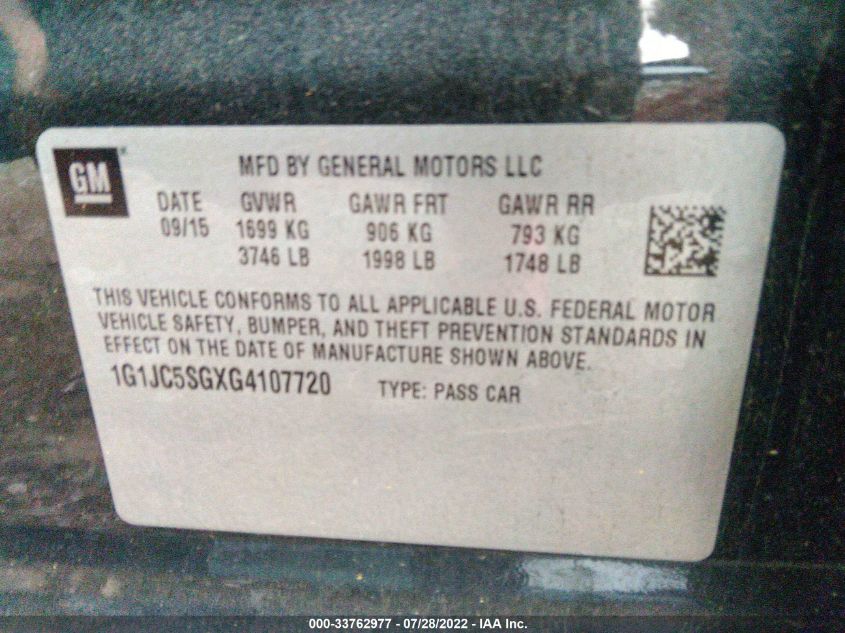 GM
MFD BY GENERAL MOTORS LLC
DATE GVWR GAWR FRT GAWR RR
09/15 1699 KG 906 KG 793 KG
3746 LB 1998 LB 1748 LB
THIS VEHICLE CONFORMS TO ALL APPLICABLE U.S. FEDERAL MOTOR
VEHICLE SAFETY, BUMPER, AND THEFT PREVENTION STANDARDS IN
EFFECT ON THE DATE OF MANUFACTURE SHOWN ABOVE.
1G1JC5SGXG4107720 TYPE: PASS CAR
000-33762977 - 07/28/2022 - IAA Inc.